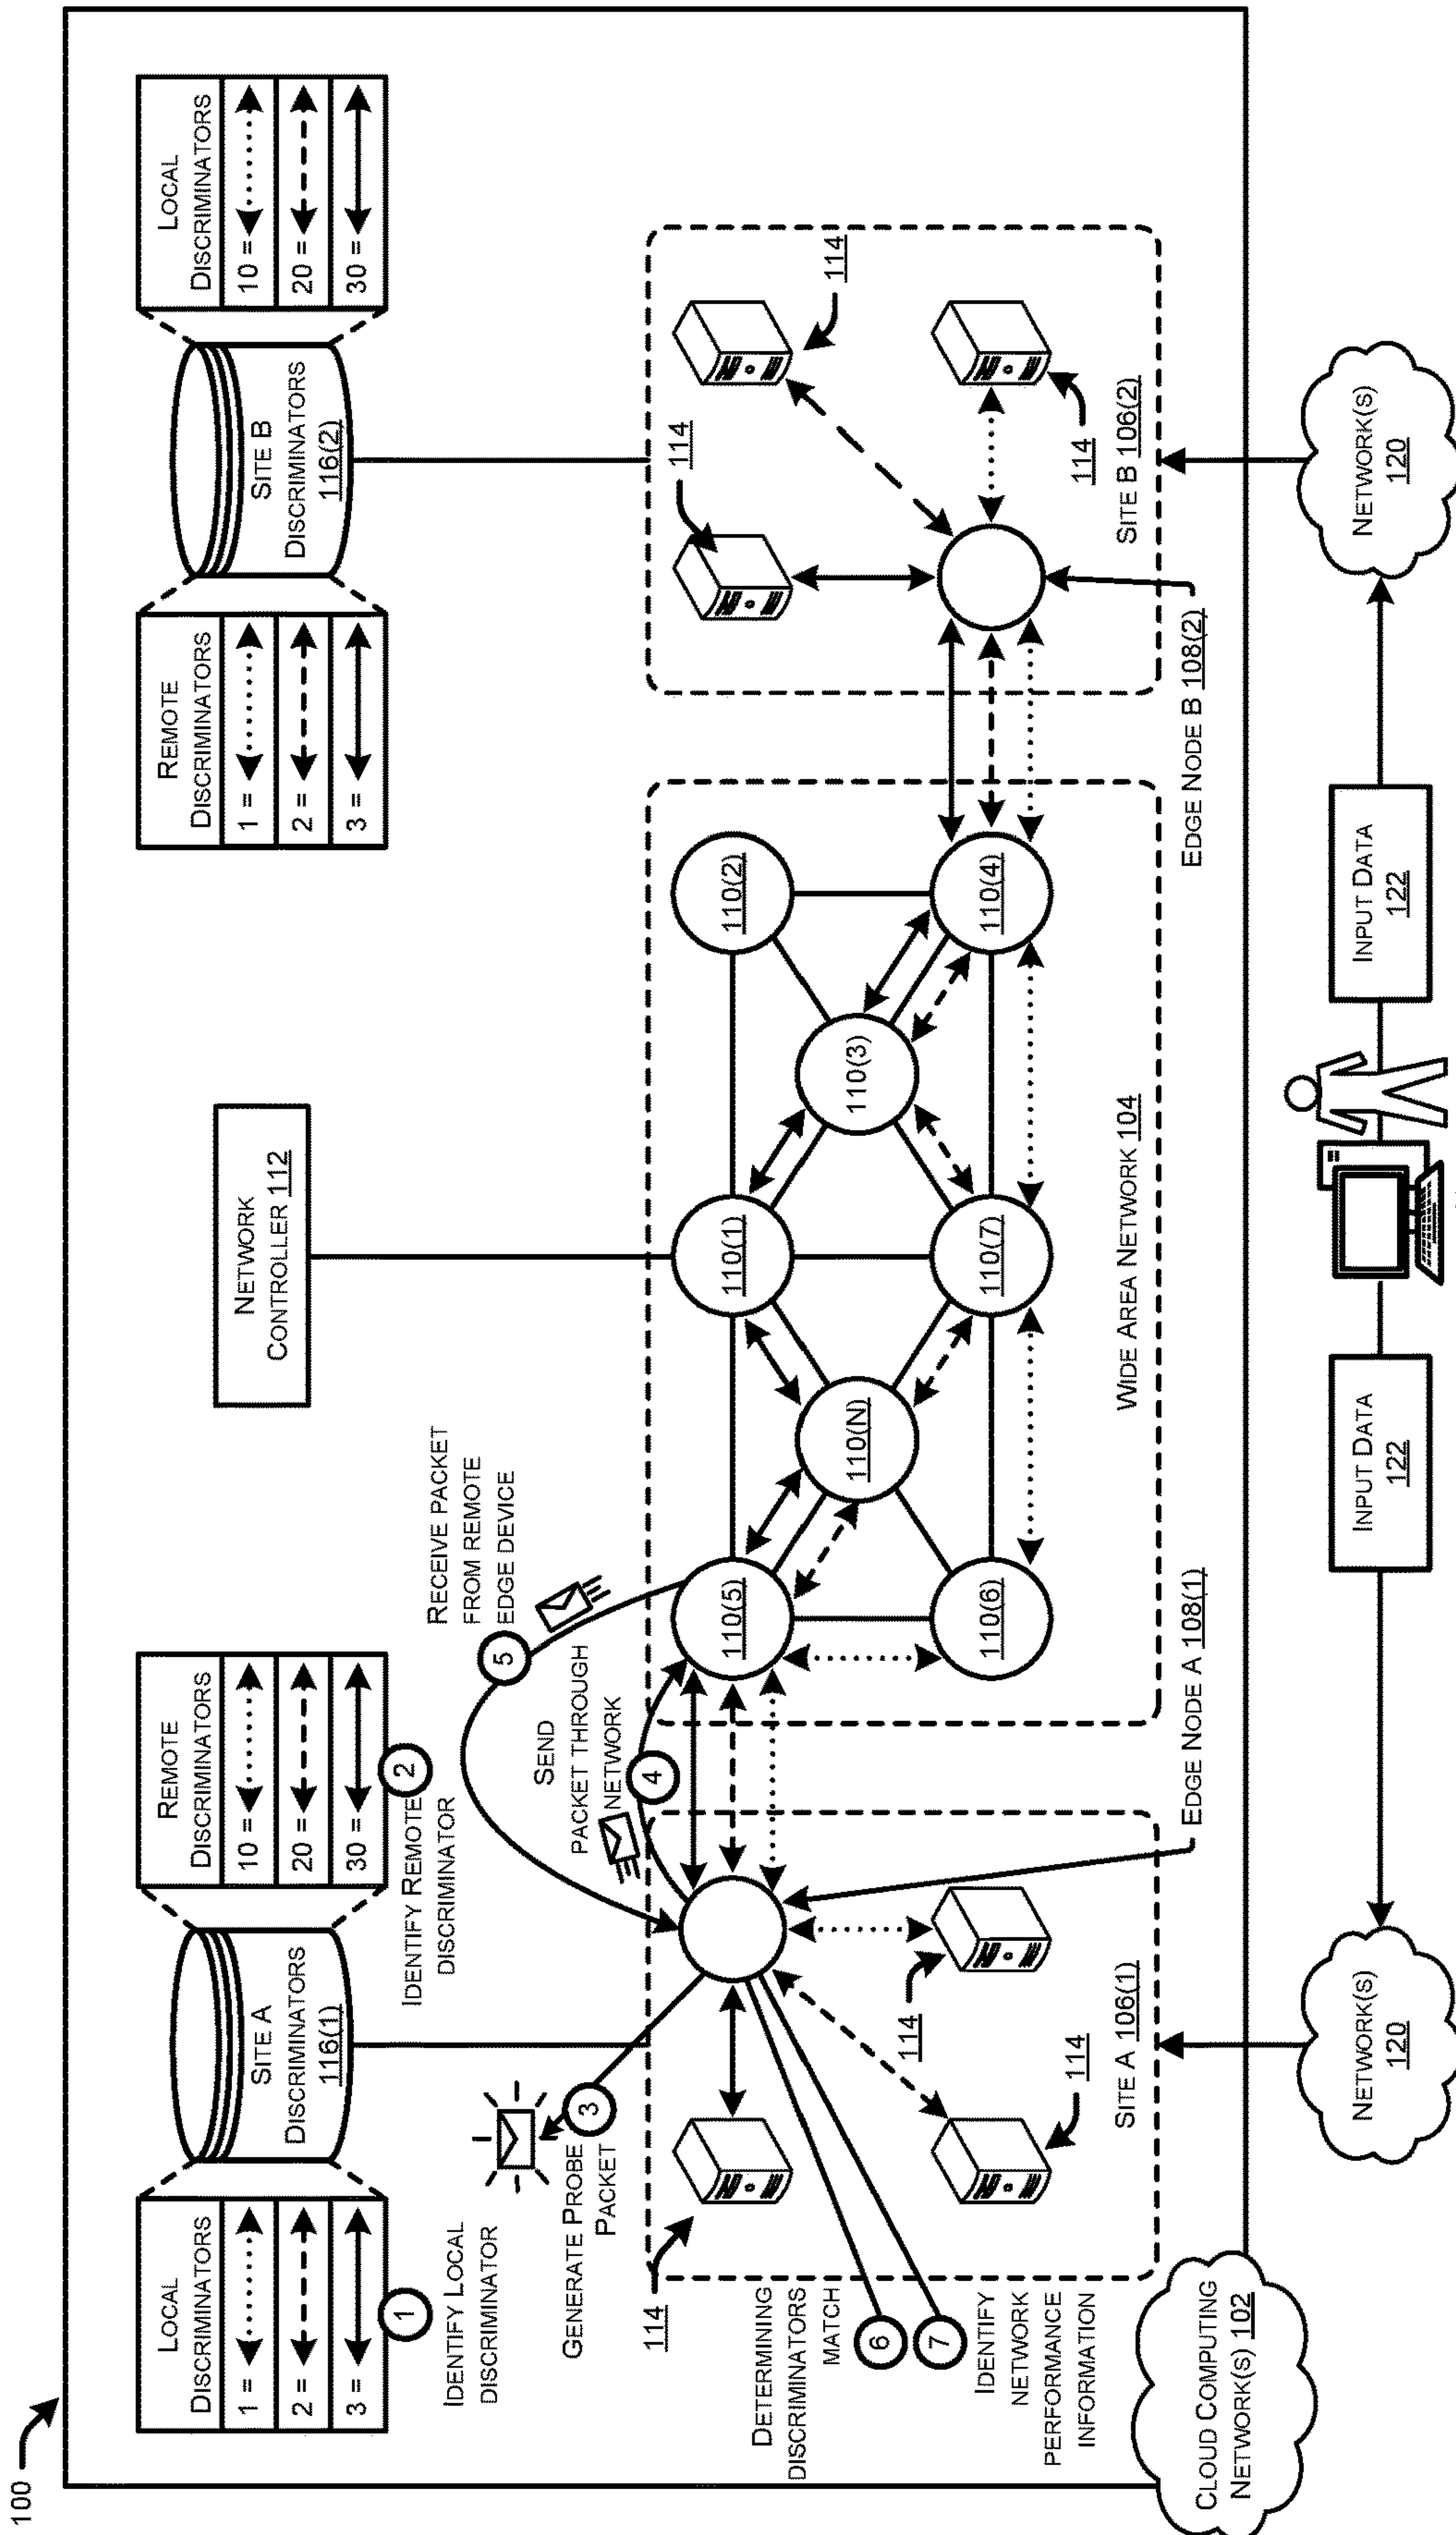 100
LOCAL
DISCRIMINATORS
1 =
2 =
3 =
1
IDENTIFY LOCAL
DISCRIMINATOR
SITE A
DISCRIMINATORS
116(1)
REMOTE
DISCRIMINATORS
10 =
20 =
30 =
2
IDENTIFY REMOTE
DISCRIMINATOR
NETWORK
CONTROLLER 112
REMOTE
DISCRIMINATORS
1 =
2 =
3 =
SITE B
DISCRIMINATORS
116(2)
LOCAL
DISCRIMINATORS
10 =
20 =
30 =
GENERATE PROBE
PACKET
3
SEND
PACKET THROUGH
NETWORK
4
5
RECEIVE PACKET
FROM REMOTE
EDGE DEVICE
114
DETERMINING
DISCRIMINATORS
MATCH
6
7
IDENTIFY
NETWORK
PERFORMANCE
INFORMATION
114
114
SITE A 106(1)
EDGE NODE A 108(1)
110(5)
110(1)
110(2)
110(N)
110(3)
110(6)
110(7)
110(4)
WIDE AREA NETWORK 104
114
114
114
SITE B 106(2)
EDGE NODE B 108(2)
CLOUD COMPUTING
NETWORK(S) 102
NETWORK(S)
120
INPUT DATA
122
INPUT DATA
122
NETWORK(S)
120